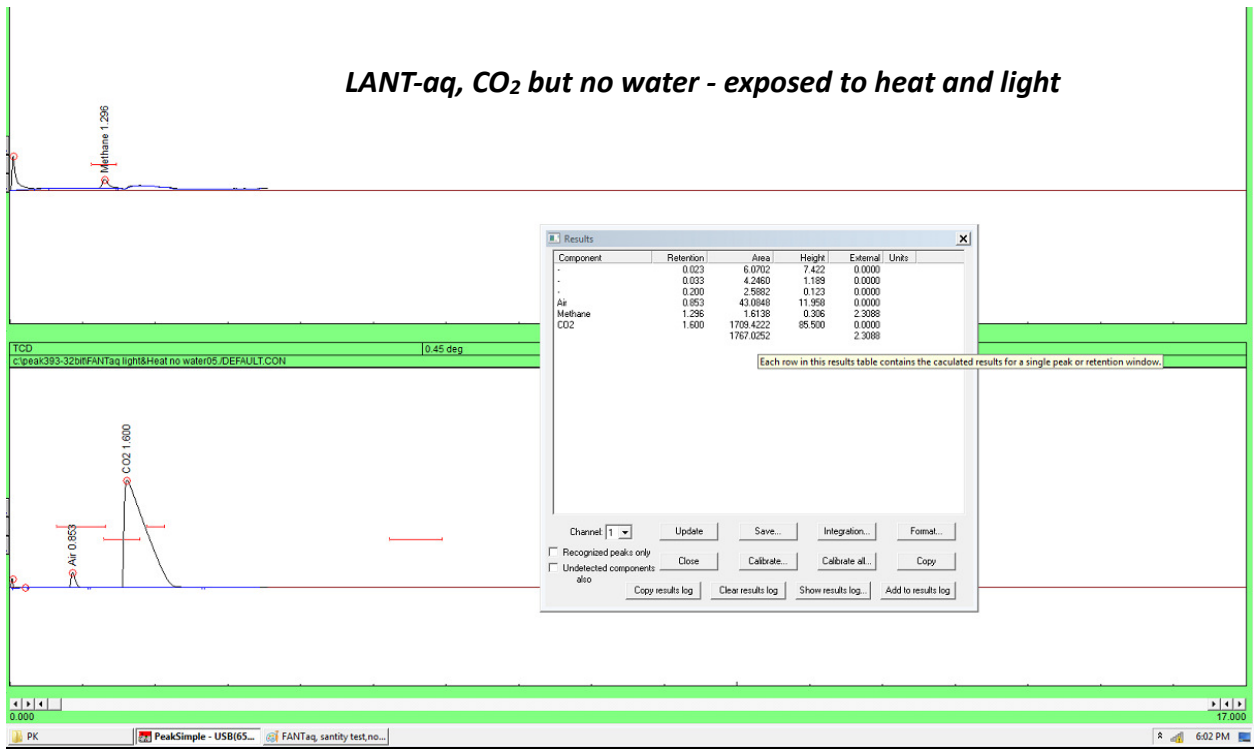 LANT-aq, CO2 but no water - exposed to heat and light
Methane 1.296
Results
Component Retention Area Height External Units
- 0.023 6.0702 7.422 0.0000
- 0.033 4.2460 1.189 0.0000
- 0.200 2.5882 0.123 0.0000
Air 0.853 43.0848 11.958 0.0000
Methane 1.296 1.6138 0.306 2.3088
CO2 1.600 1709.4222 85.500 0.0000
1767.0252 2.3088
TCD 0.45 deg
c:\peak393-32bit\FANTaq light&Heat no water05./DEFAULT.CON
Each row in this results table contains the caculated results for a single peak or retention window.
CO2 1.600
Air 0.853
Channel: 1 Update Save... Integration... Format...
Recognized peaks only
Undetected components also
Close Calibrate... Calibrate all... Copy
Copy results log Clear results log Show results log... Add to results log
0.000 17.000
PK PeakSimple - USB(65... FANTaq, santity test,no... 6:02 PM